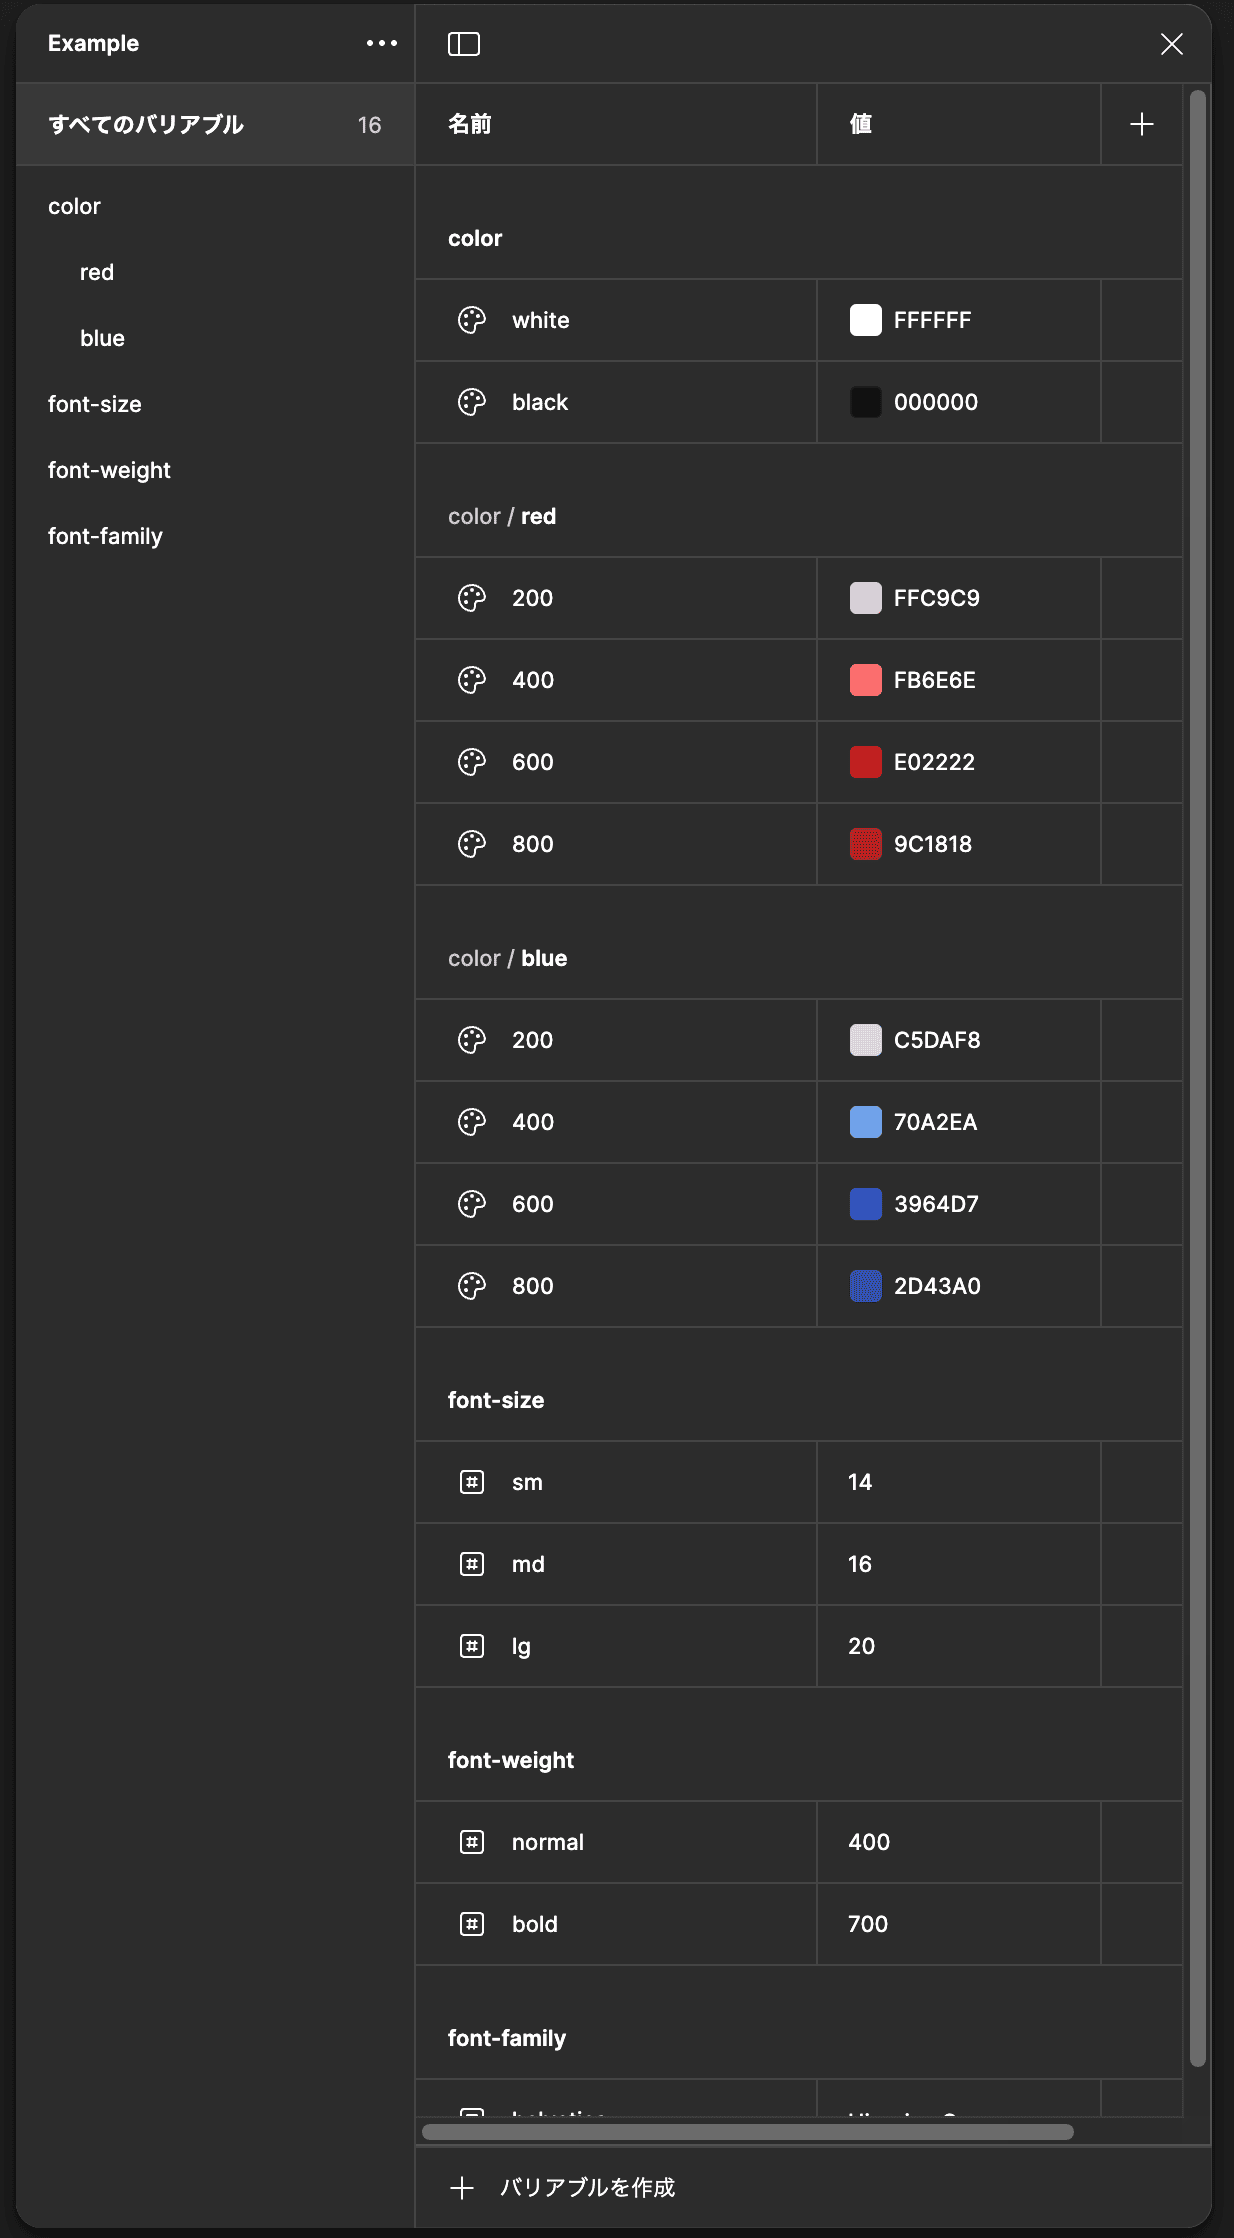 Example
すべてのバリアブル 16
color
red
blue
font-size
font-weight
font-family
名前 値
color
white FFFFFF
black 000000
color / red
200 FFC9C9
400 FB6E6E
600 E02222
800 9C1818
color / blue
200 C5DAF8
400 70A2EA
600 3964D7
800 2D43A0
font-size
sm 14
md 16
lg 20
font-weight
normal 400
bold 700
font-family
バリアブルを作成